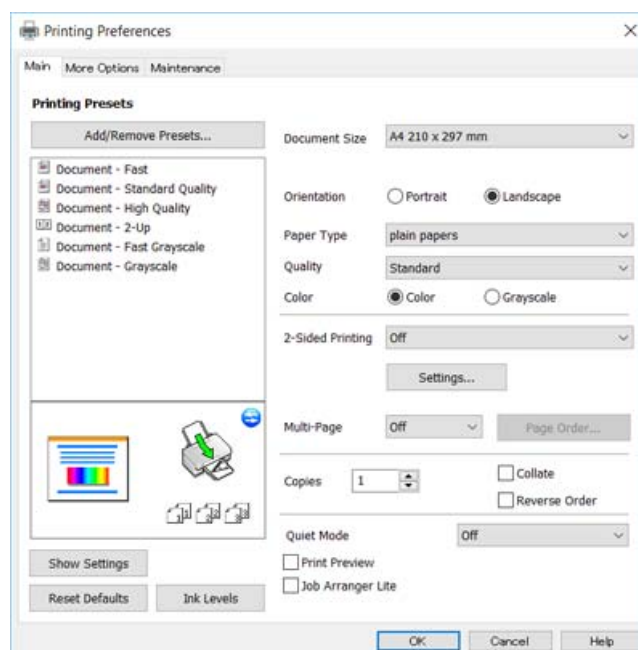 Printing Preferences
Main More Options Maintenance
Printing Presets
Add/Remove Presets...
Document - Fast
Document - Standard Quality
Document - High Quality
Document - 2-Up
Document - Fast Grayscale
Document - Grayscale
Show Settings
Reset Defaults Ink Levels
Document Size A4 210 x 297 mm
Orientation Portrait Landscape
Paper Type plain papers
Quality Standard
Color Color Grayscale
2-Sided Printing Off
Settings...
Multi-Page Off Page Order...
Copies 1 Collate
Reverse Order
Quiet Mode Off
Print Preview
Job Arranger Lite
OK Cancel Help